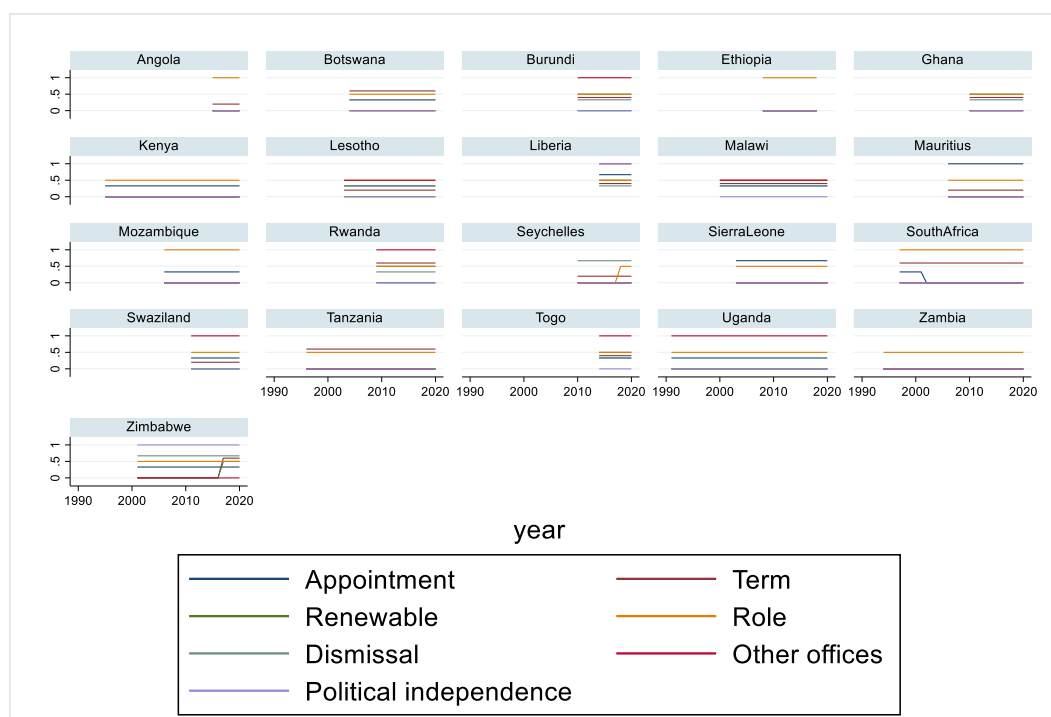 Angola Botswana Burundi Ethiopia Ghana
0 .5 1
Kenya Lesotho Liberia Malawi Mauritius
0 .5 1
Mozambique Rwanda Seychelles SierraLeone SouthAfrica
0 .5 1
Swaziland Tanzania Togo Uganda Zambia
0 .5 1
1990 2000 2010 2020 1990 2000 2010 2020 1990 2000 2010 2020 1990 2000 2010 2020
Zimbabwe
0 .5 1
1990 2000 2010 2020
year
Appointment Term
Renewable Role
Dismissal Other offices
Political independence